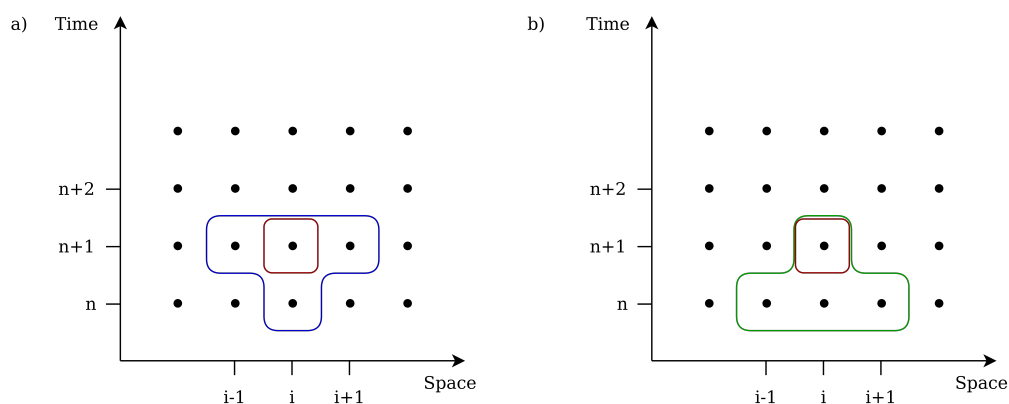 a) Time
n+2
n+1
n
i-1 i i+1
Space
b) Time
n+2
n+1
n
i-1 i i+1
Space